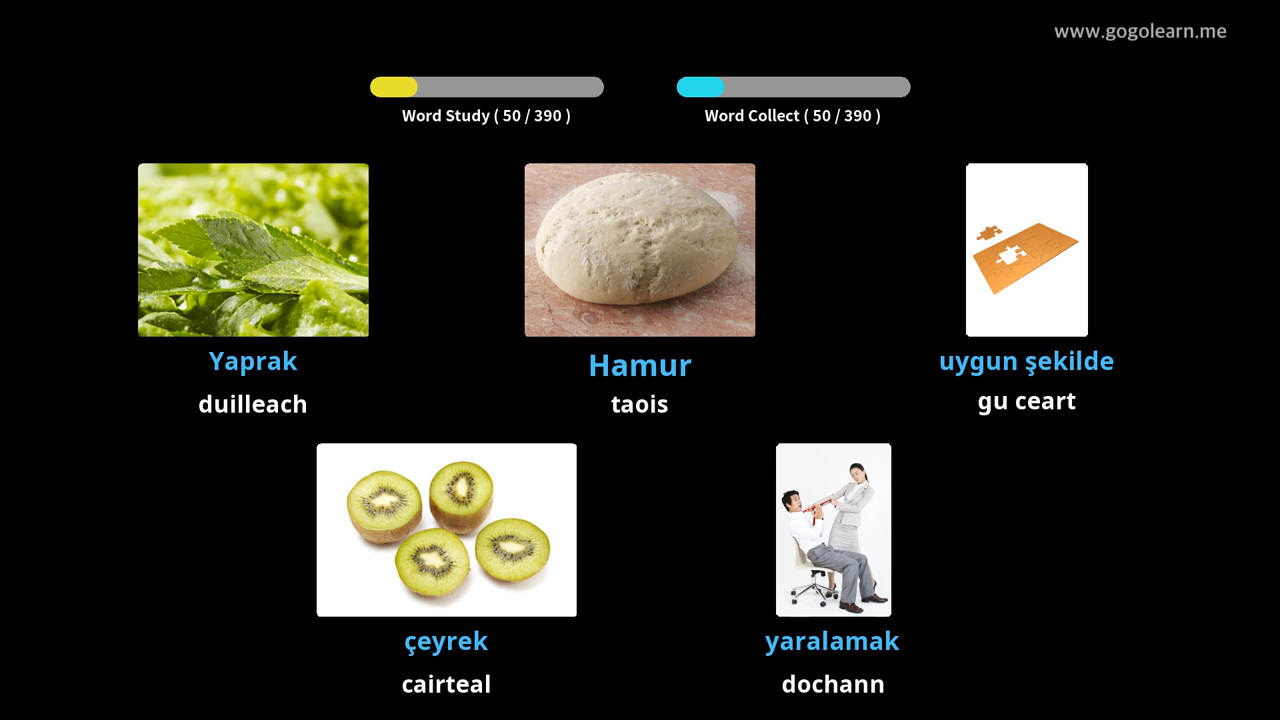 www.gogolearn.me
Word Study ( 50 / 390 )
Word Collect ( 50 / 390 )
Yaprak
duilleach
Hamur
taois
uygun şekilde
gu ceart
çeyrek
cairteal
yaralamak
dochann